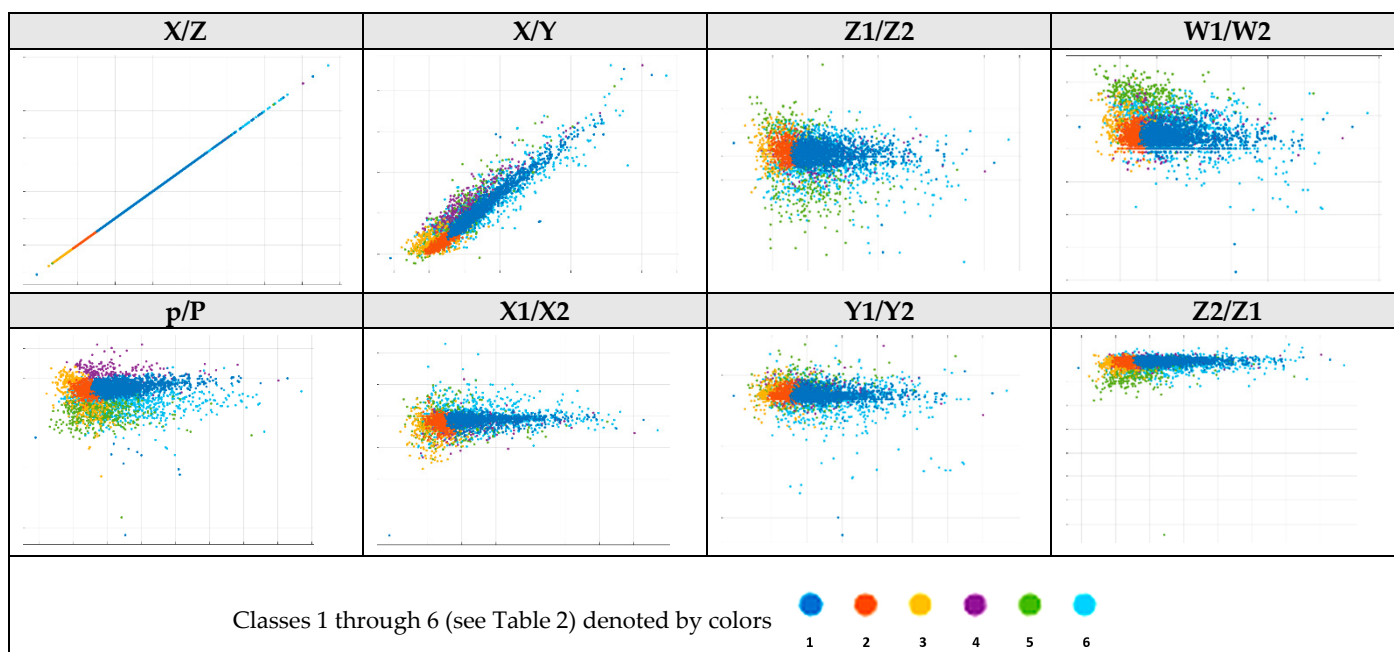 X/Z X/Y Z1/Z2 W1/W2
p/P X1/X2 Y1/Y2 Z2/Z1
Classes 1 through 6 (see Table 2) denoted by colors
1 2 3 4 5 6